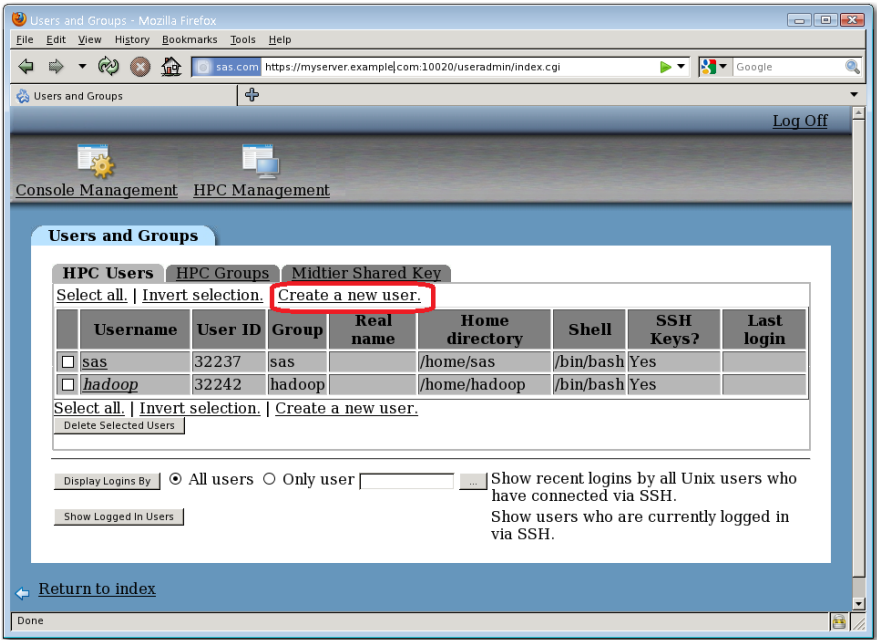 Users and Groups - Mozilla Firefox
File Edit View History Bookmarks Tools Help
sas.com https://myserver.example.com:10020/useradmin/index.cgi Google
Users and Groups
Log Off
Console Management HPC Management
Users and Groups
HPC Users HPC Groups Midtier Shared Key
Select all. | Invert selection. Create a new user.
Username User ID Group Real name Home directory Shell SSH Keys? Last login
sas 32237 sas /home/sas /bin/bash Yes
hadoop 32242 hadoop /home/hadoop /bin/bash Yes
Select all. | Invert selection. | Create a new user.
Delete Selected Users
Display Logins By All users Only user ... Show recent logins by all Unix users who
have connected via SSH.
Show Logged In Users Show users who are currently logged in
via SSH.
Return to index
Done